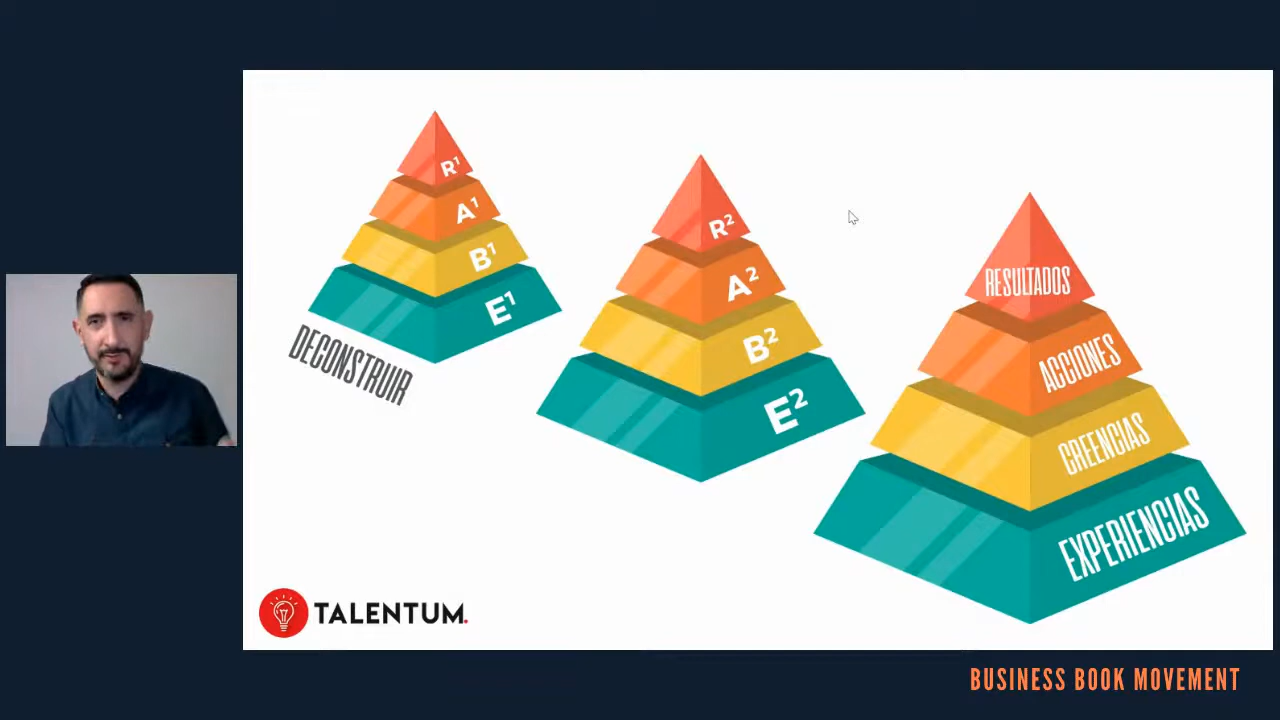 R¹
A¹
B¹
E¹
DECONSTRUIR
R²
A²
B²
E²
RESULTADOS
ACCIONES
CREENCIAS
EXPERIENCIAS
TALENTUM.
BUSINESS BOOK MOVEMENT